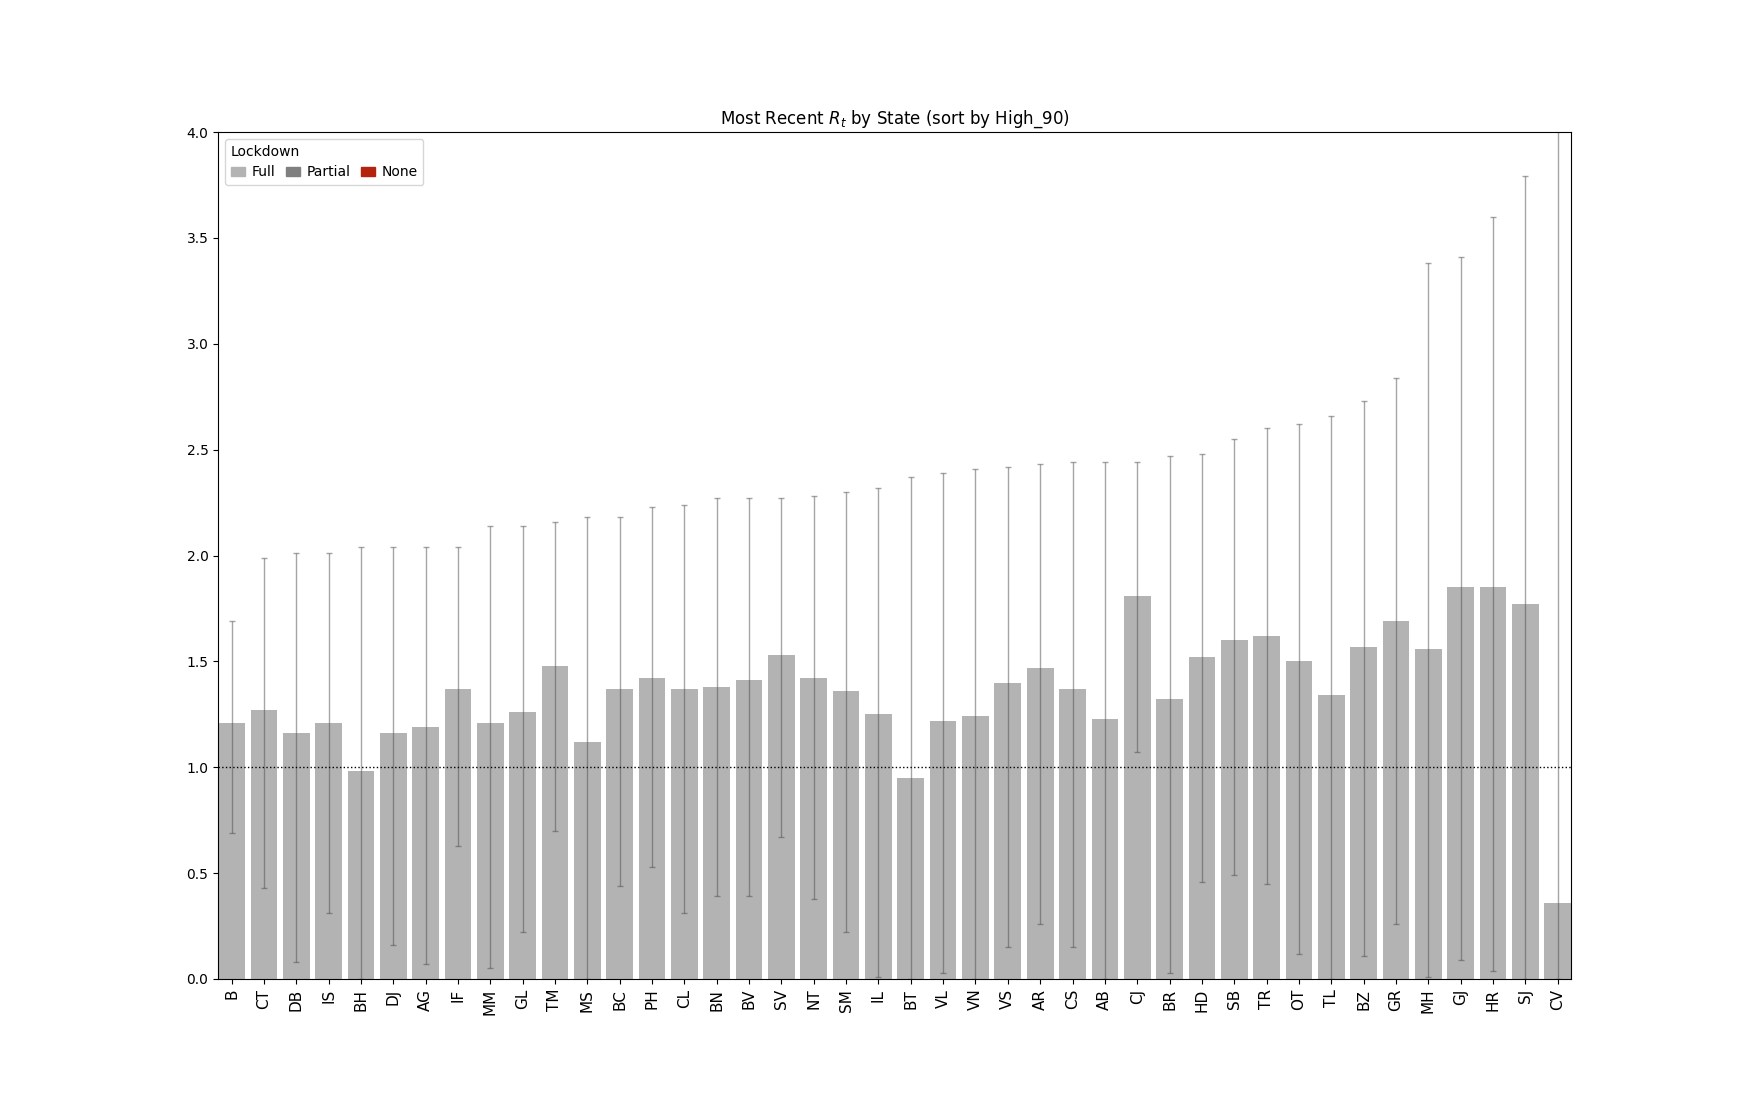 Most Recent Rt by State (sort by High_90)
4.0
Lockdown
Full Partial None
3.5
3.0
2.5
2.0
1.5
1.0
0.5
0.0
B CT DB IS BH DJ AG IF MM GL TM MS BC PH CL BN BV SV NT SM IL BT VL VN VS AR CS AB CJ BR HD SB TR OT TL BZ GR MH GJ HR SJ CV